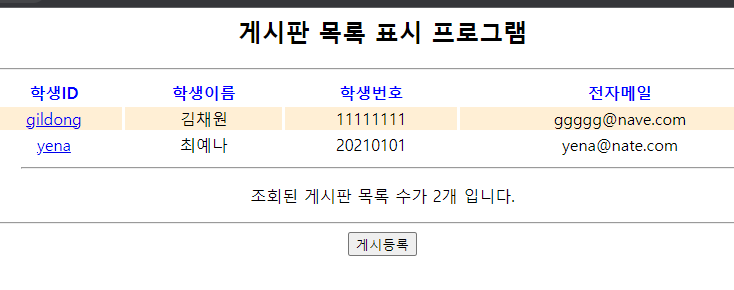 게시판 목록 표시 프로그램
학생ID 학생이름 학생번호 전자메일
gildong 김채원 11111111 ggggg@nave.com
yena 최예나 20210101 yena@nate.com
조회된 게시판 목록 수가 2개 입니다.
게시등록